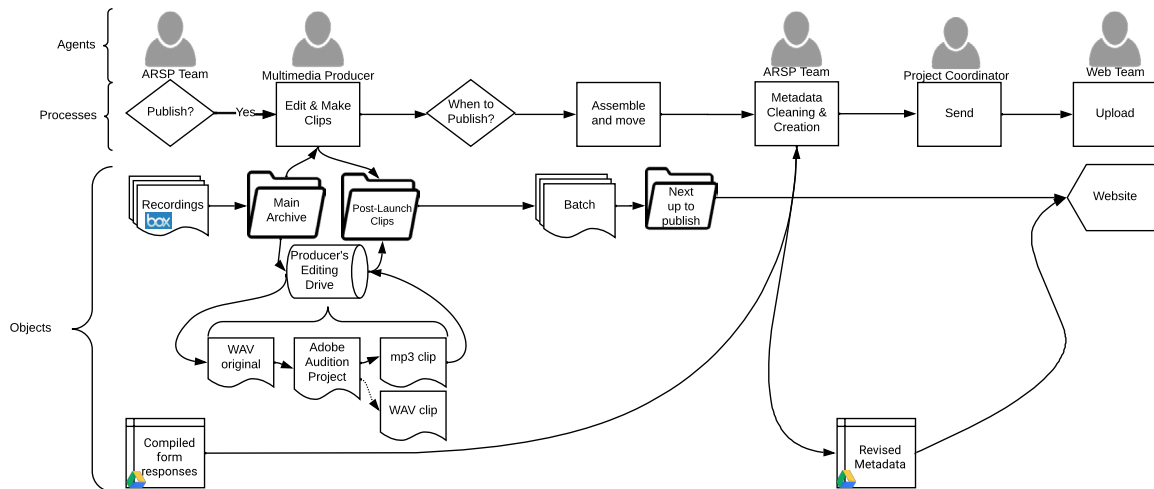 Agents
ARSP Team
Multimedia Producer
ARSP Team
Project Coordinator
Web Team
Processes
Publish?
Yes
Edit & Make
Clips
When to
Publish?
Assemble
and move
Metadata
Cleaning &
Creation
Send
Upload
Objects
Recordings
box
Main
Archive
Post-Launch
Clips
Batch
Next
up to
publish
Website
Producer's
Editing
Drive
WAV
original
Adobe
Audition
Project
mp3 clip
WAV clip
Compiled
form
responses
Revised
Metadata